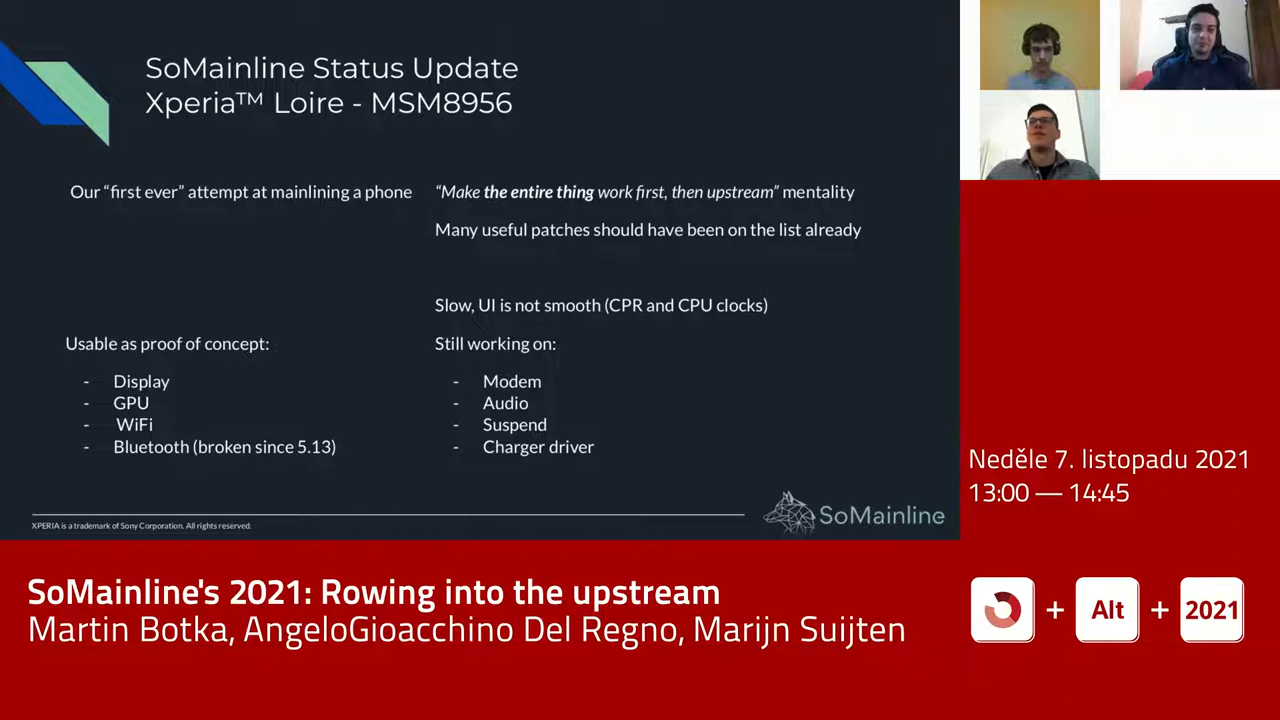 SoMainline Status Update
Xperia™ Loire - MSM8956
Our “first ever” attempt at mainlining a phone
“Make the entire thing work first, then upstream” mentality
Many useful patches should have been on the list already
Slow, UI is not smooth (CPR and CPU clocks)
Usable as proof of concept:
- Display
- GPU
- WiFi
- Bluetooth (broken since 5.13)
Still working on:
- Modem
- Audio
- Suspend
- Charger driver
XPERIA is a trademark of Sony Corporation. All rights reserved.
SoMainline
Neděle 7. listopadu 2021
13:00 — 14:45
SoMainline's 2021: Rowing into the upstream
Martin Botka, AngeloGioacchino Del Regno, Marijn Suijten
+ Alt + 2021